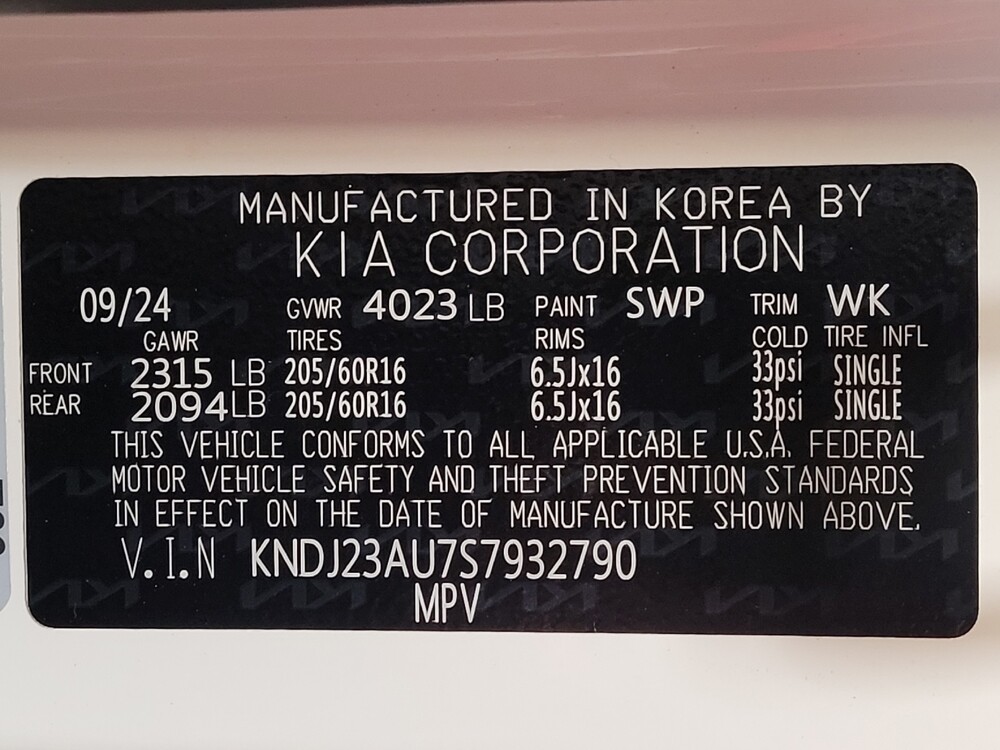 MANUFACTURED IN KOREA BY
KIA CORPORATION
09/24 GVWR 4023 LB PAINT SWP TRIM WK
GAWR TIRES RIMS COLD TIRE INFL
FRONT 2315 LB 205/60R16 6.5Jx16 33psi SINGLE
REAR 2094LB 205/60R16 6.5Jx16 33psi SINGLE
THIS VEHICLE CONFORMS TO ALL APPLICABLE U.S.A. FEDERAL
MOTOR VEHICLE SAFETY AND THEFT PREVENTION STANDARDS
IN EFFECT ON THE DATE OF MANUFACTURE SHOWN ABOVE.
V.I.N KNDJ23AU7S7932790
MPV